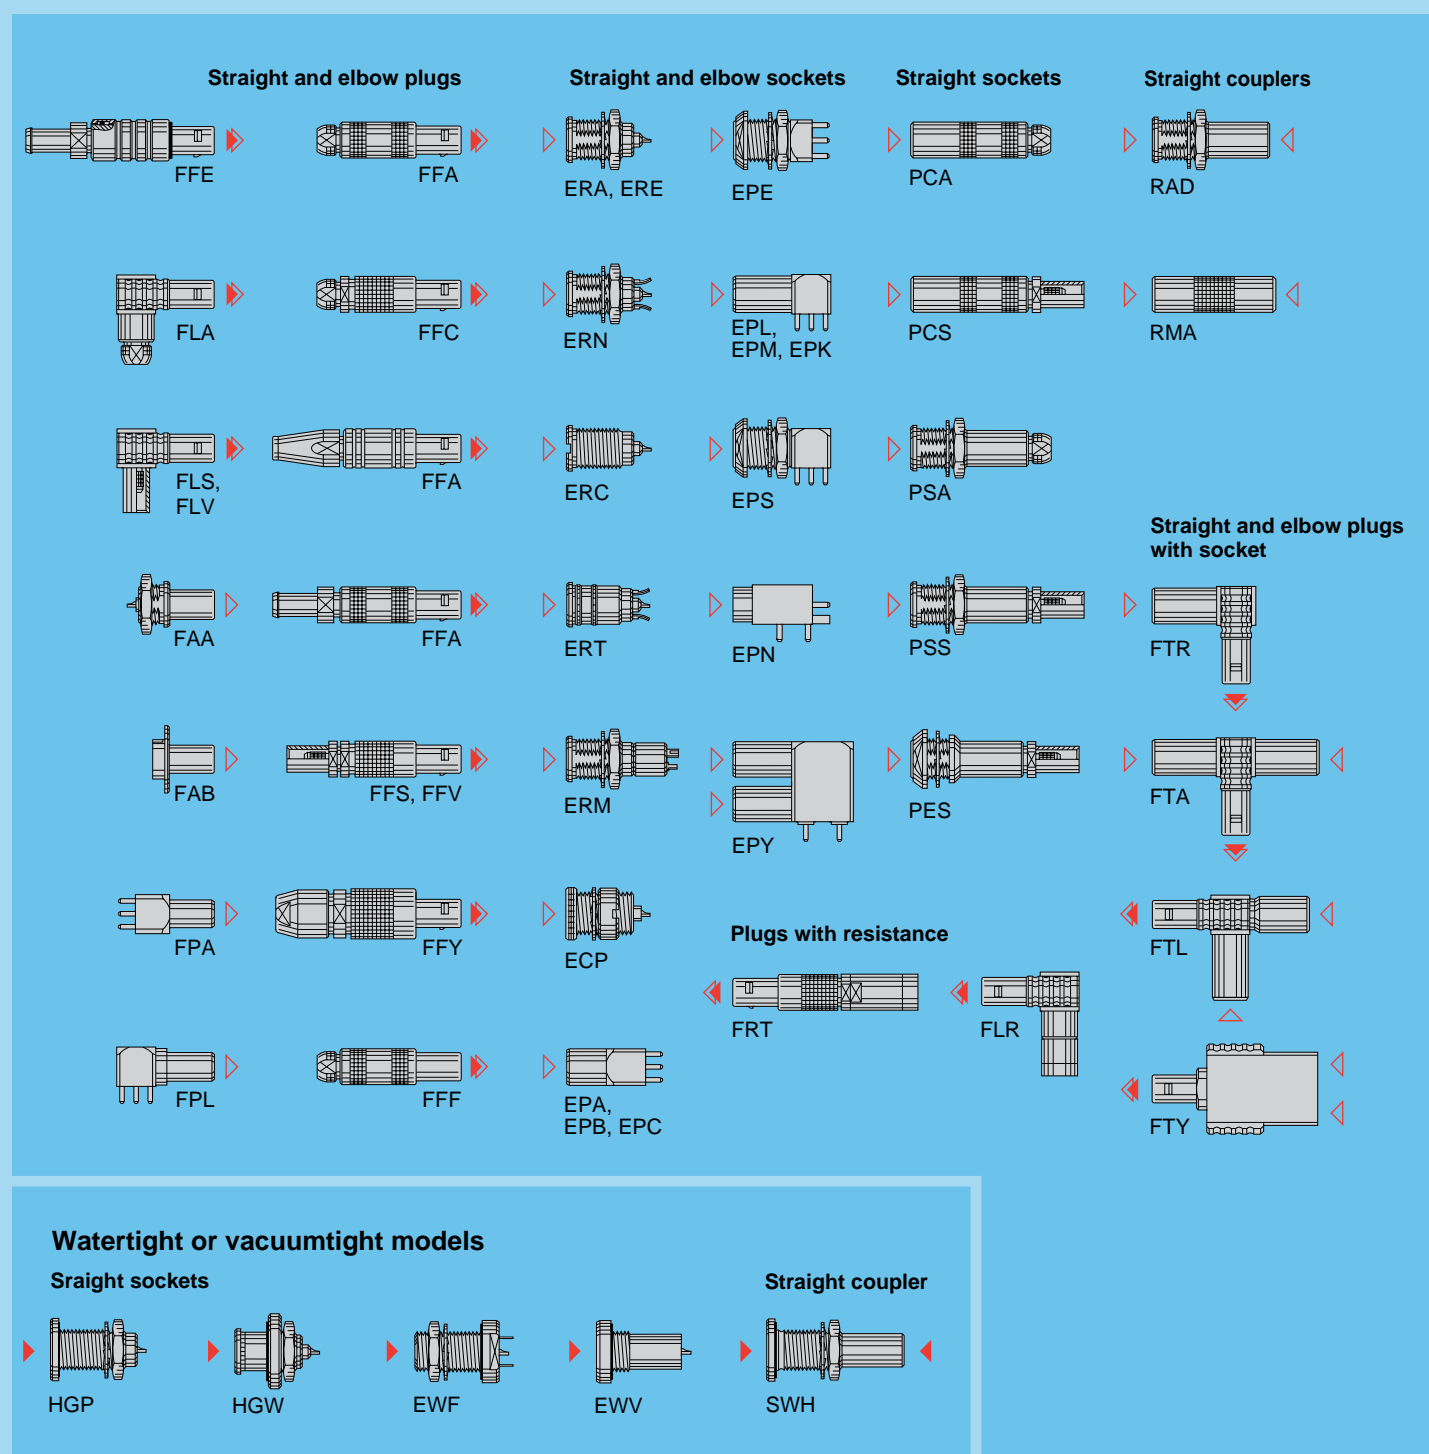 Straight and elbow plugs
Straight and elbow sockets
Straight sockets
Straight couplers
FFE
FFA
ERA, ERE
EPE
PCA
RAD
FLA
FFC
ERN
EPL,
EPM, EPK
PCS
RMA
FLS,
FLV
FFA
ERC
EPS
PSA
Straight and elbow plugs
with socket
FAA
FFA
ERT
EPN
PSS
FTR
FAB
FFS, FFV
ERM
EPY
PES
FTA
FPA
FFY
ECP
Plugs with resistance
FRT
FLR
FTL
FPL
FFF
EPA,
EPB, EPC
FTY
Watertight or vacuumtight models
Sraight sockets
Straight coupler
HGP
HGW
EWF
EWV
SWH